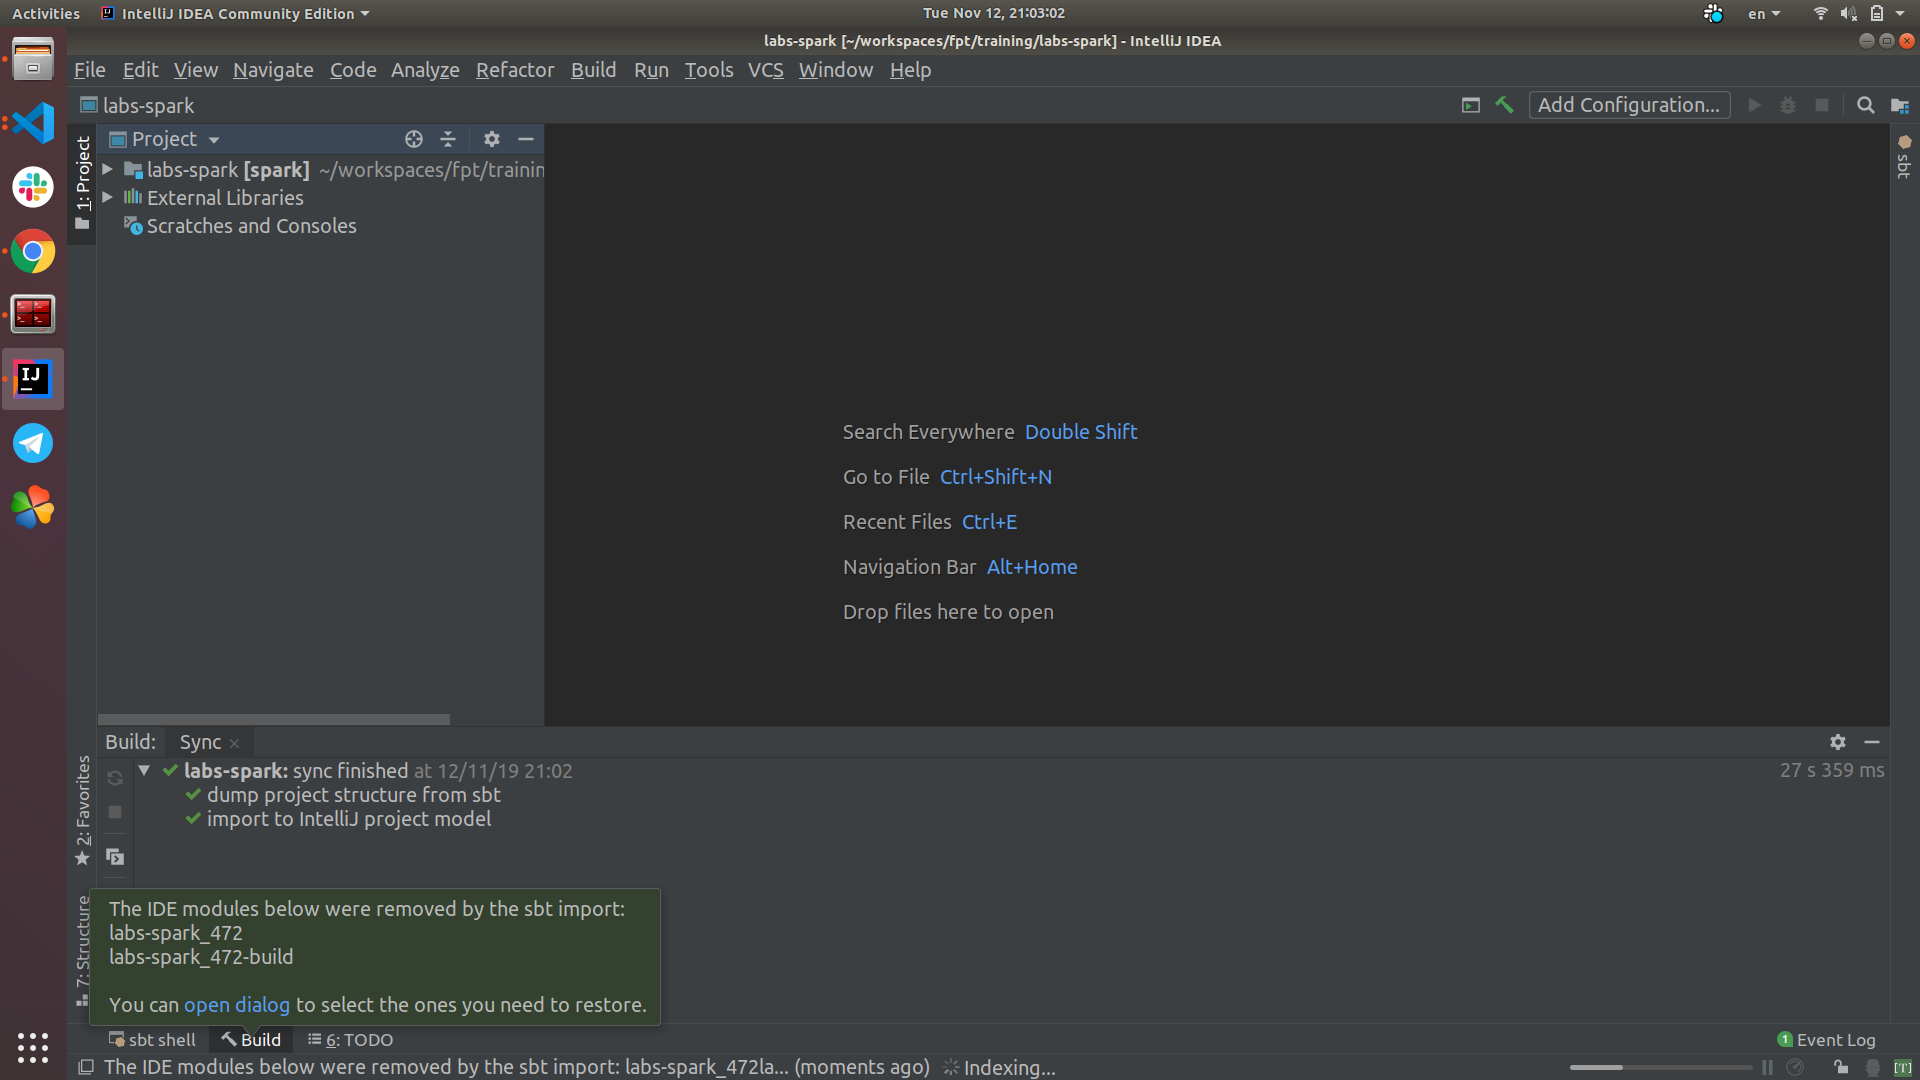 Activities IntelliJ IDEA Community Edition Tue Nov 12, 21:03:02 en
labs-spark [~/workspaces/fpt/training/labs-spark] - IntelliJ IDEA
File Edit View Navigate Code Analyze Refactor Build Run Tools VCS Window Help
labs-spark Add Configuration...
1: Project
Project
labs-spark [spark] ~/workspaces/fpt/trainin
External Libraries
Scratches and Consoles
sbt
Search Everywhere Double Shift
Go to File Ctrl+Shift+N
Recent Files Ctrl+E
Navigation Bar Alt+Home
Drop files here to open
Build: Sync
labs-spark: sync finished at 12/11/19 21:02 27 s 359 ms
dump project structure from sbt
import to IntelliJ project model
2: Favorites
7: Structure
The IDE modules below were removed by the sbt import:
labs-spark_472
labs-spark_472-build
You can open dialog to select the ones you need to restore.
sbt shell Build 6: TODO 1 Event Log
The IDE modules below were removed by the sbt import: labs-spark_472la... (moments ago) Indexing... [T]
IJ